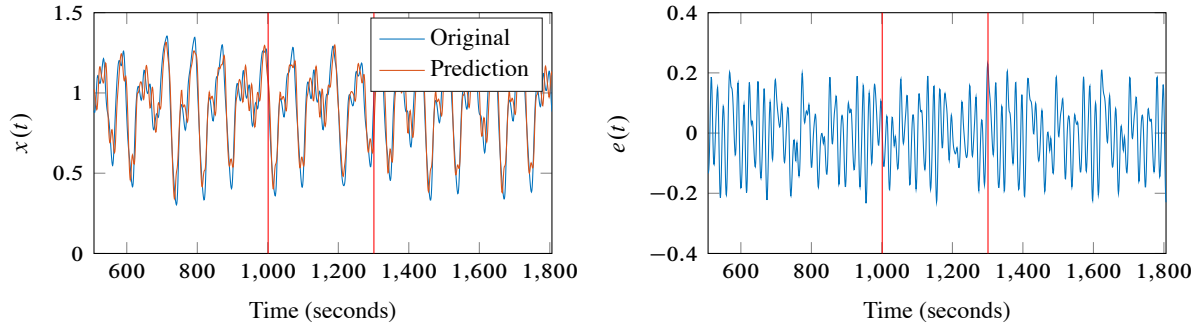 1.5
1
0.5
0
x(t)
Original
Prediction
600 800 1,000 1,200 1,400 1,600 1,800
Time (seconds)
0.4
0.2
0
−0.2
−0.4
e(t)
600 800 1,000 1,200 1,400 1,600 1,800
Time (seconds)